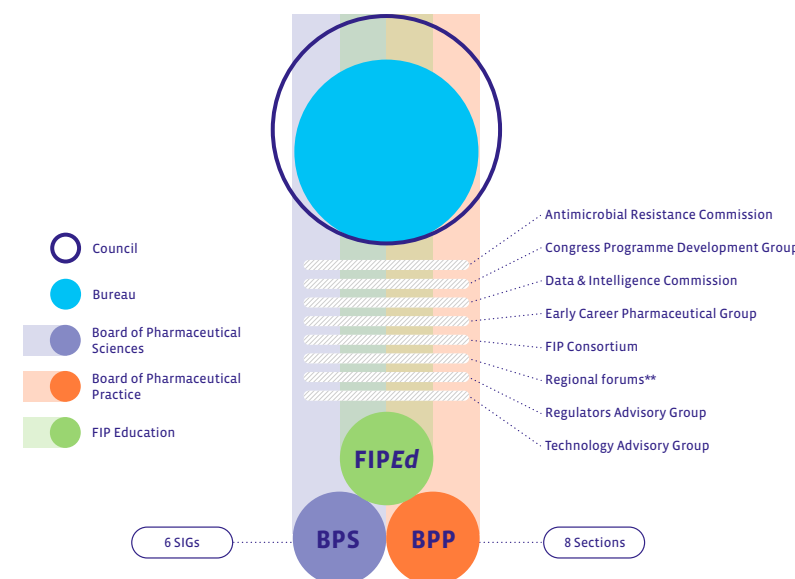 Council
Bureau
Board of Pharmaceutical
Sciences
Board of Pharmaceutical
Practice
FIP Education
Antimicrobial Resistance Commission
Congress Programme Development Group
Data & Intelligence Commission
Early Career Pharmaceutical Group
FIP Consortium
Regional forums**
Regulators Advisory Group
Technology Advisory Group
FIPEd
BPS
BPP
6 SIGs
8 Sections